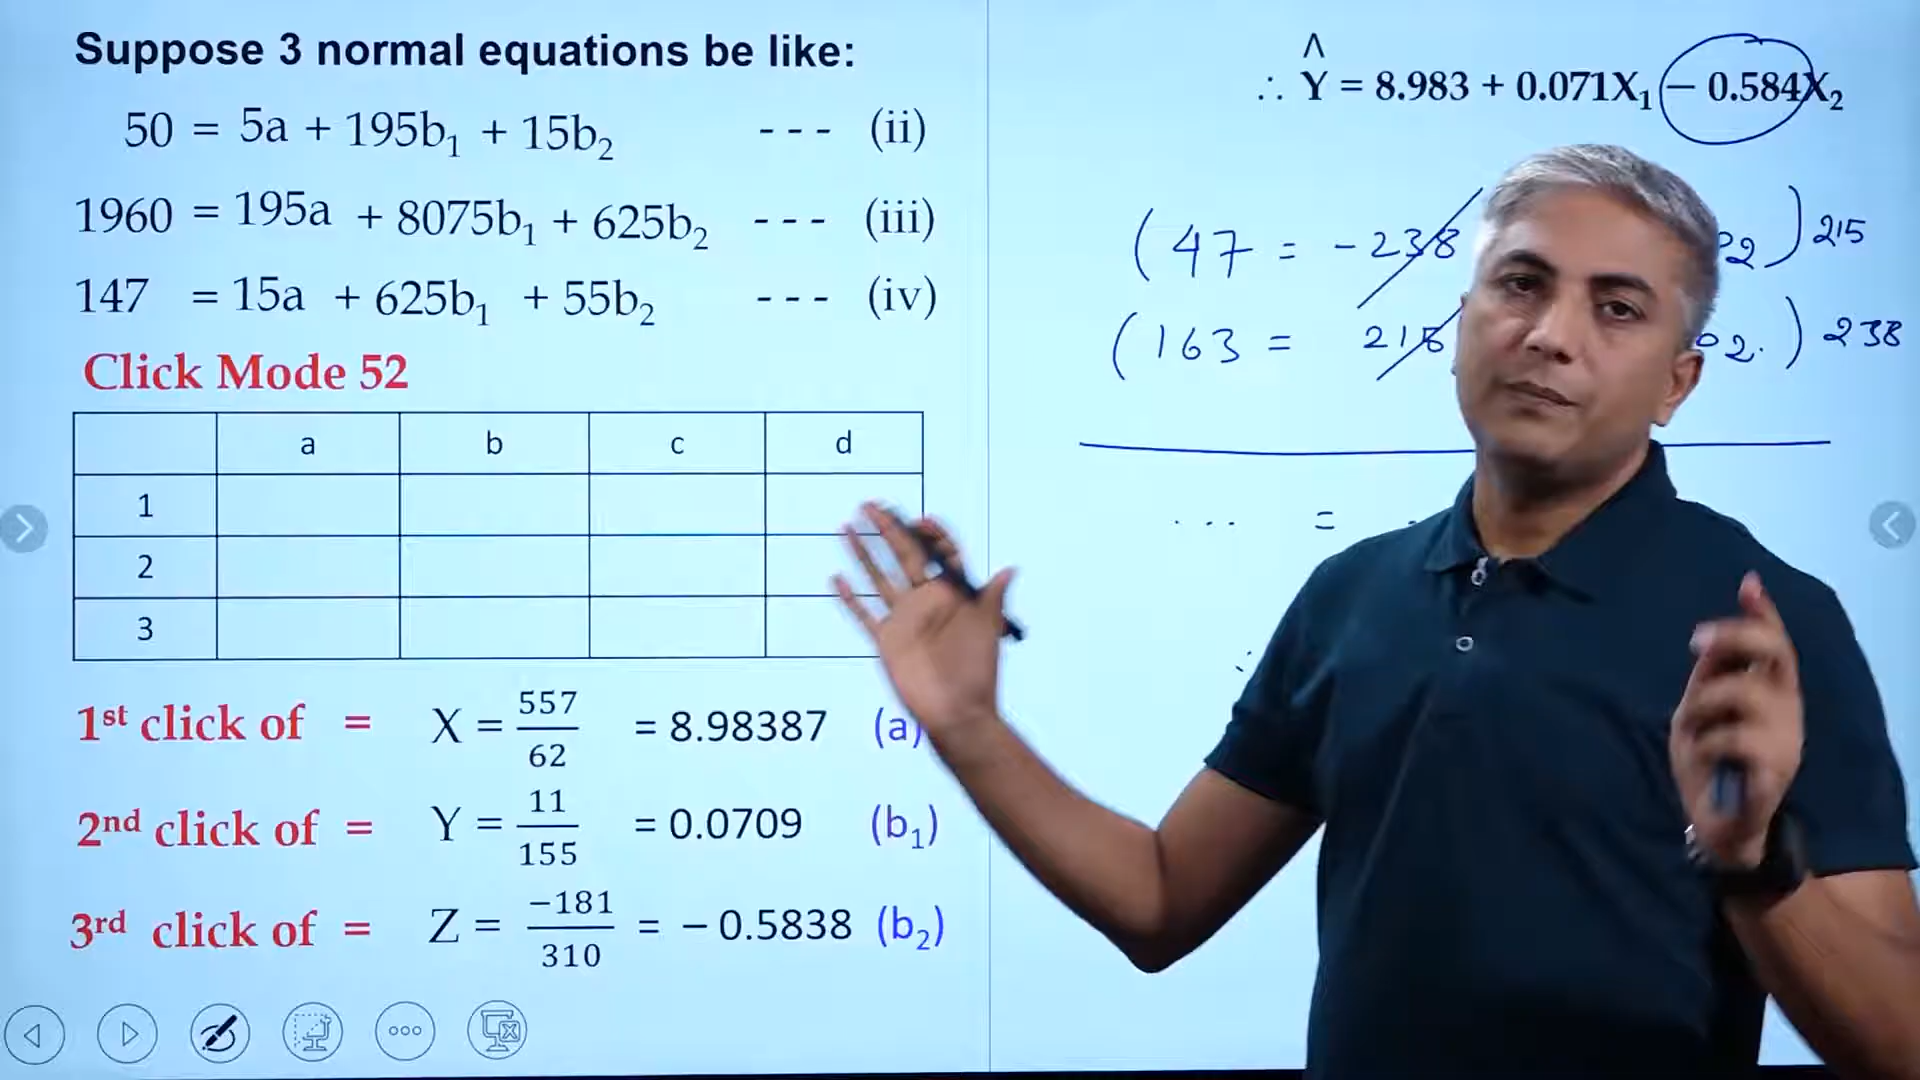 Suppose 3 normal equations be like:
50 = 5a + 195b₁ + 15b₂ --- (ii)
1960 = 195a + 8075b₁ + 625b₂ --- (iii)
147 = 15a + 625b₁ + 55b₂ --- (iv)
Click Mode 52
a b c d
1
2
3
1st click of = X = 557/62 = 8.98387 (a)
2nd click of = Y = 11/155 = 0.0709 (b₁)
3rd click of = Z = −181/310 = − 0.5838 (b₂)
∴ Ŷ = 8.983 + 0.071X₁ − 0.584X₂
(47 = -238 )215
(163 = 215 2. ) 238
... =